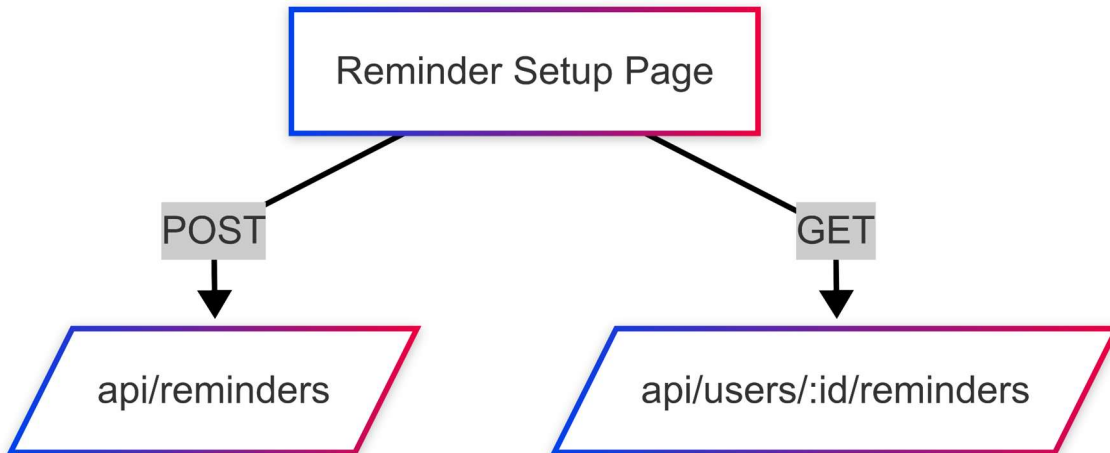 Reminder Setup Page
POST
GET
api/reminders
api/users/:id/reminders